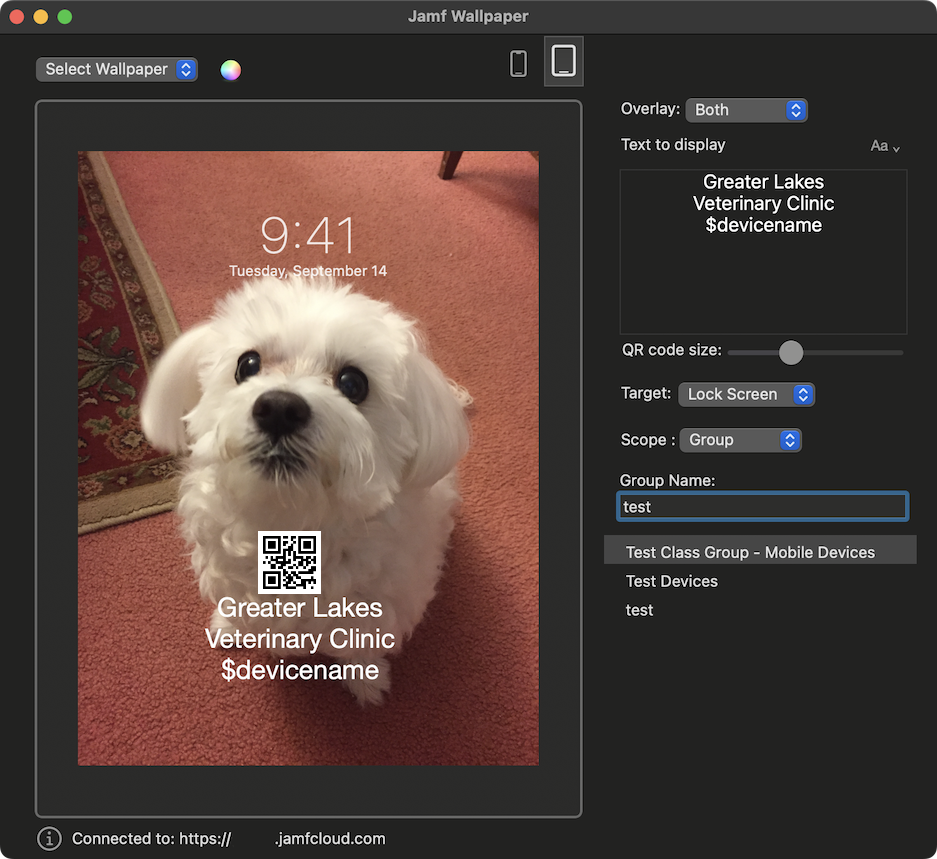 Jamf Wallpaper
Select Wallpaper
Overlay: Both
Text to display
Aa
Greater Lakes
Veterinary Clinic
$devicename
9:41
Tuesday, September 14
QR code size:
Target: Lock Screen
Scope : Group
Group Name:
test
Test Class Group - Mobile Devices
Test Devices
test
Greater Lakes
Veterinary Clinic
$devicename
Connected to: https:// .jamfcloud.com